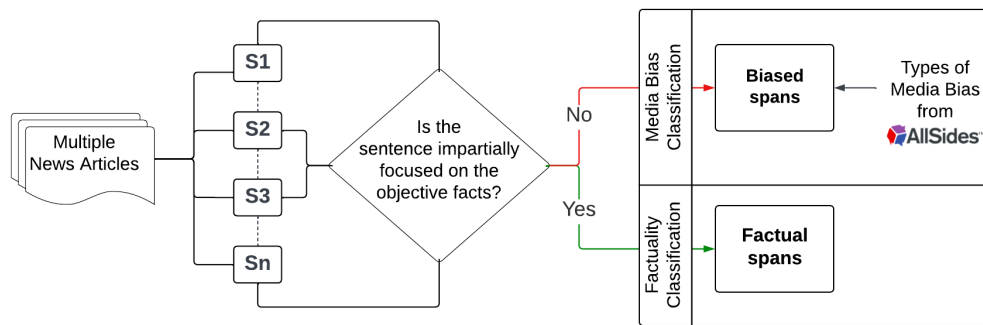 Multiple
News Articles
S1
S2
S3
Sn
Is the
sentence impartially
focused on the
objective facts?
No
Yes
Media Bias
Classification
Biased
spans
Types of
Media Bias
from
AllSides™
Factuality
Classification
Factual
spans